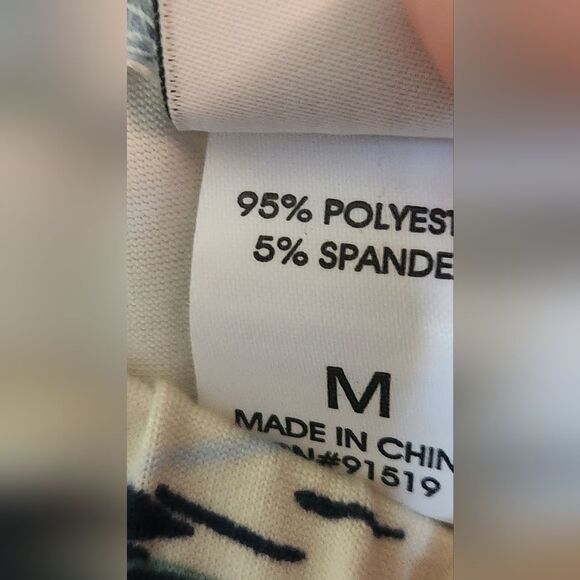 95% POLYEST
5% SPANDE
M
MADE IN CHIN
N#91519